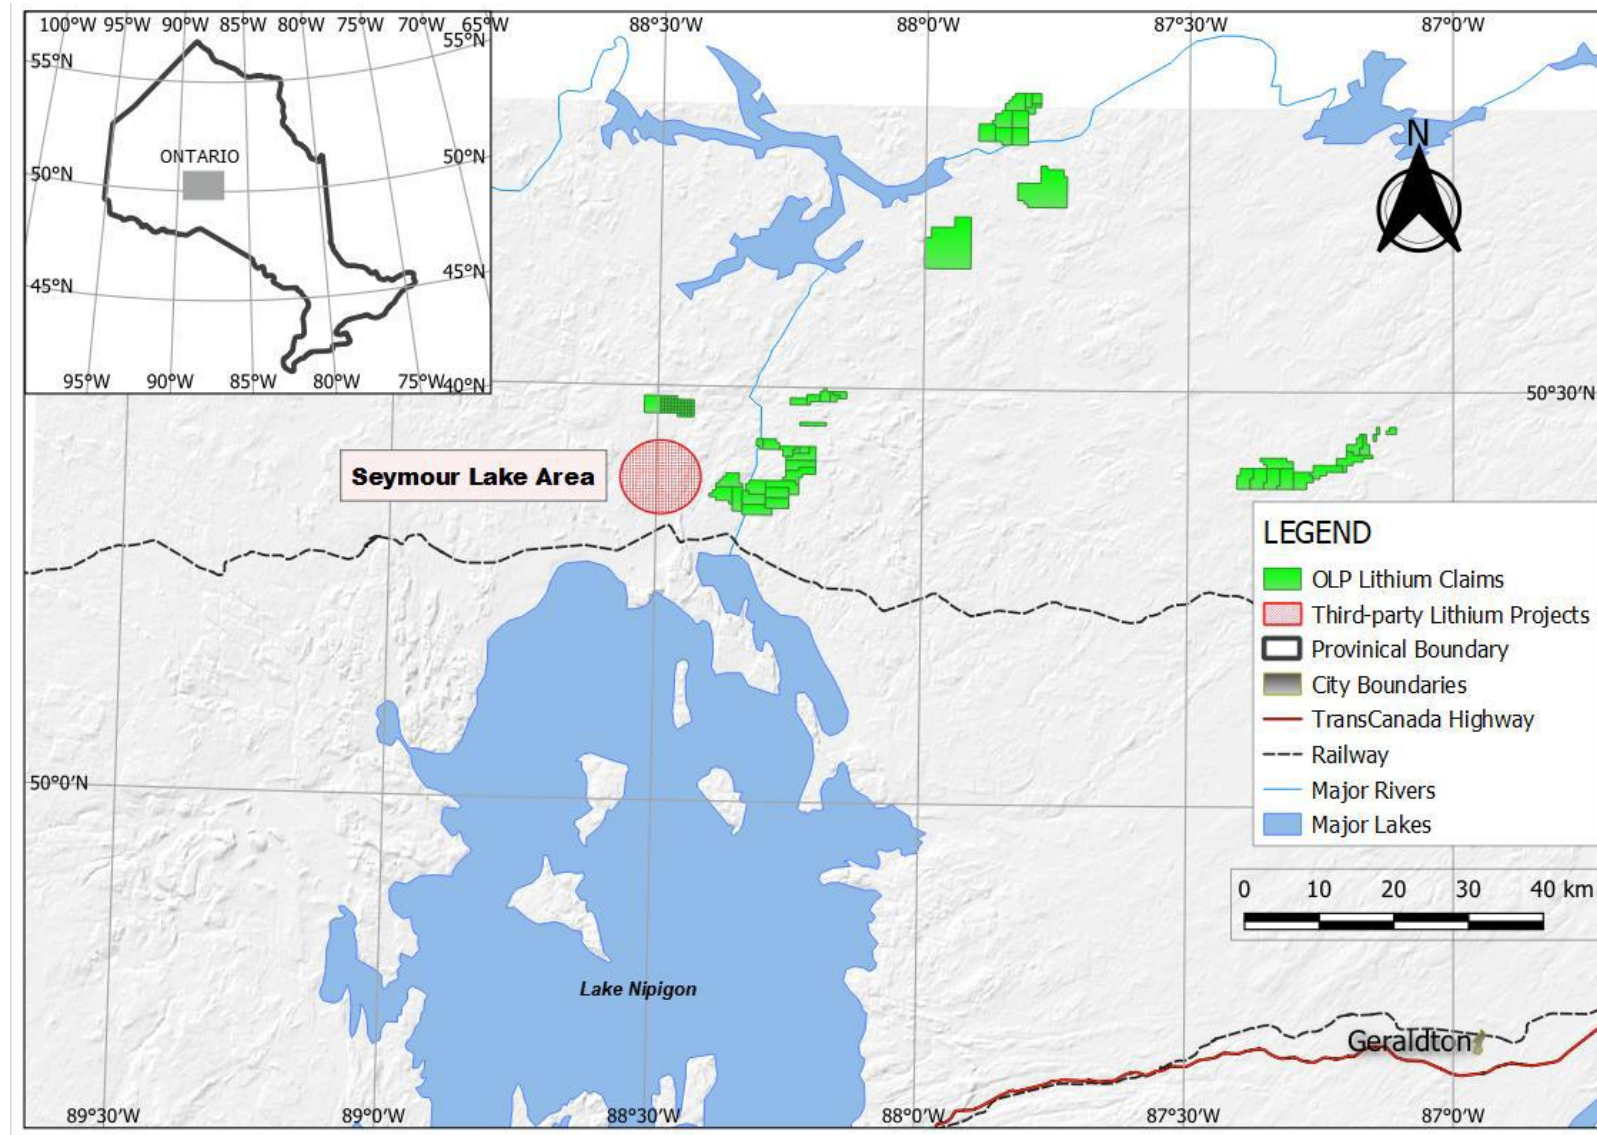 100°W 95°W 90°W 85°W 80°W 75°W 70°W 65°W
88°30'W 88°0'W 87°30'W 87°0'W
55°N 55°N
ONTARIO
50°N 50°N
45°N 45°N
95°W 90°W 85°W 80°W 75°W 40°N
N
50°30'N
Seymour Lake Area
LEGEND
OLP Lithium Claims
Third-party Lithium Projects
Provinical Boundary
City Boundaries
TransCanada Highway
Railway
Major Rivers
Major Lakes
50°0'N
0 10 20 30 40 km
Lake Nipigon
Geraldton
89°30'W 89°0'W 88°30'W 88°0'W 87°30'W 87°0'W